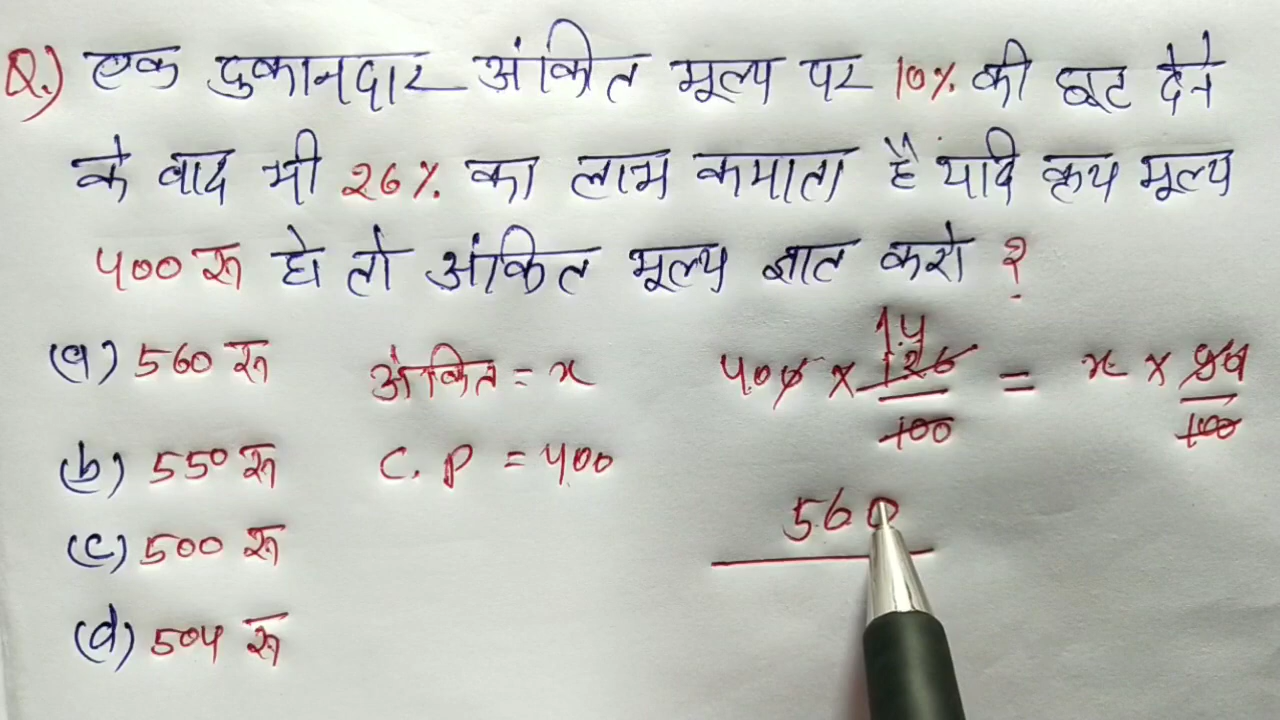 Q.) एक दुकानदार अंकित मूल्य पर 10% की छूट देने
के बाद भी 26% का लाभ कमाता है यदि क्रय मूल्य
400 रू हो तो अंकित मूल्य ज्ञात करो ?
(a) 560 रू
अंकित = x
14
400 × 126/100 = x × 90/100
(b) 550 रू
C.P = 400
560
(c) 500 रू
(d) 504 रू